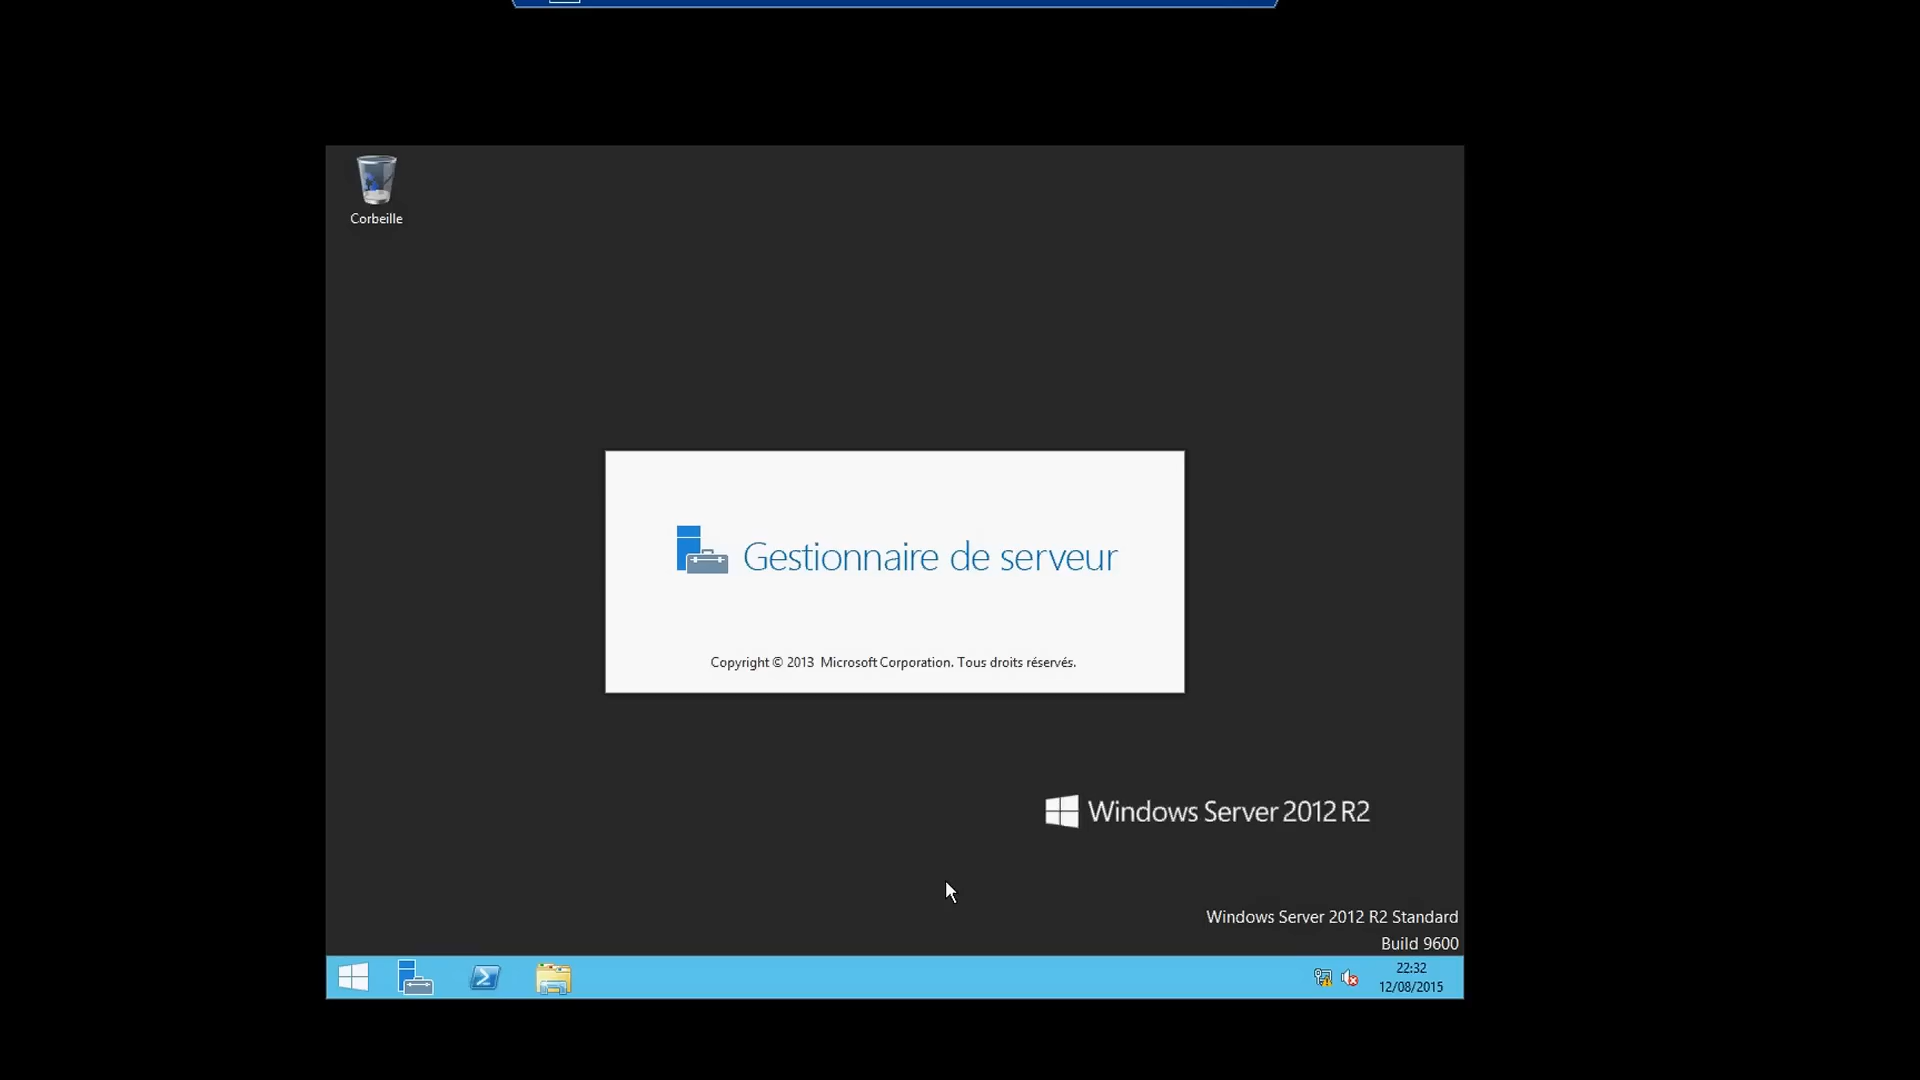 Corbeille
Gestionnaire de serveur
Copyright © 2013 Microsoft Corporation. Tous droits réservés.
Windows Server 2012 R2
Windows Server 2012 R2 Standard
Build 9600
22:32
12/08/2015